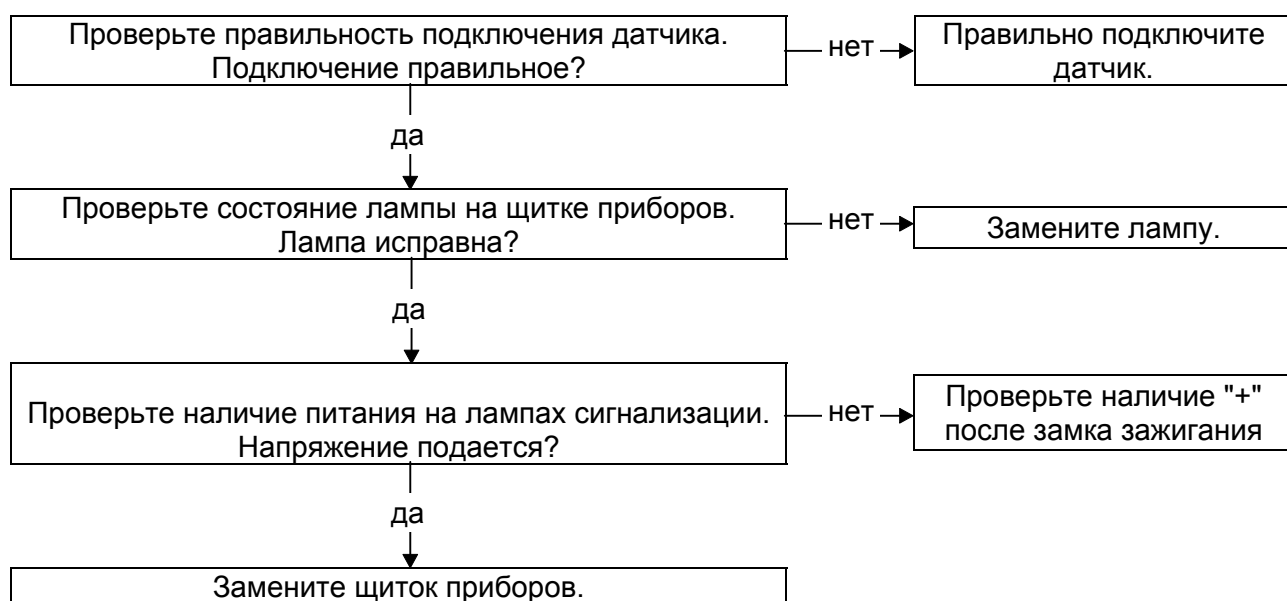 Проверьте правильность подключения датчика.
Подключение правильное?
нет
Правильно подключите
датчик.
да
Проверьте состояние лампы на щитке приборов.
Лампа исправна?
нет
Замените лампу.
да
Проверьте наличие питания на лампах сигнализации.
Напряжение подается?
нет
Проверьте наличие "+"
после замка зажигания
да
Замените щиток приборов.